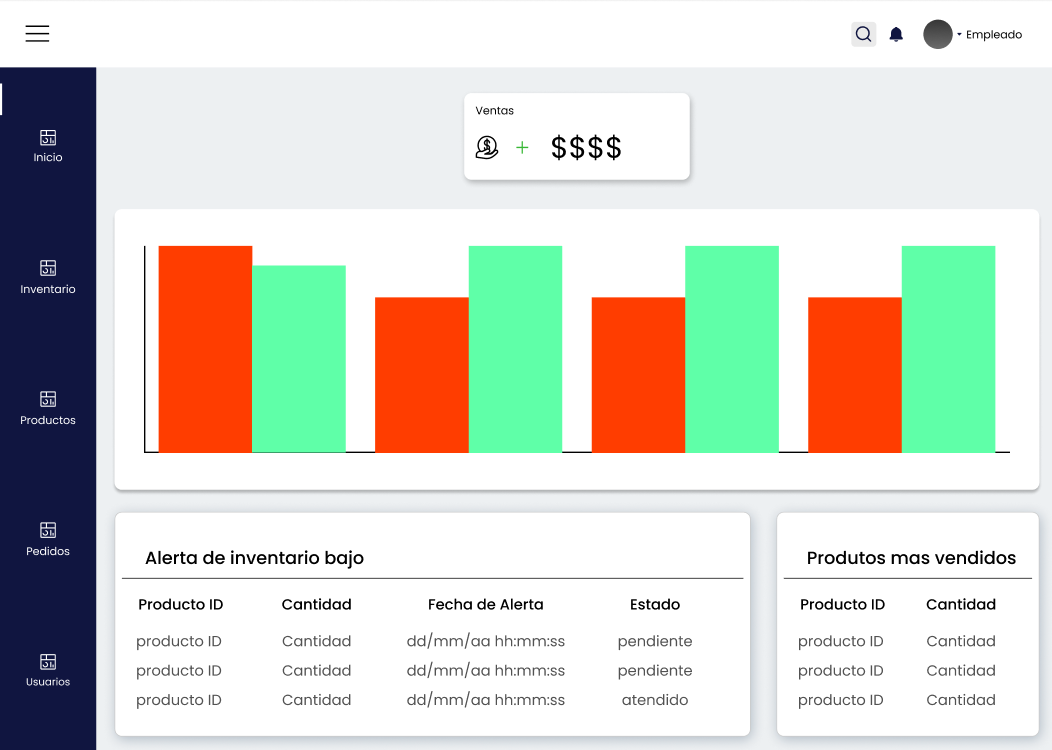 Empleado
Inicio
Inventario
Productos
Pedidos
Usuarios
Ventas
+ $$$$
Alerta de inventario bajo
Producto ID Cantidad Fecha de Alerta Estado
producto ID Cantidad dd/mm/aa hh:mm:ss pendiente
producto ID Cantidad dd/mm/aa hh:mm:ss pendiente
producto ID Cantidad dd/mm/aa hh:mm:ss atendido
Produtos mas vendidos
Producto ID Cantidad
producto ID Cantidad
producto ID Cantidad
producto ID Cantidad